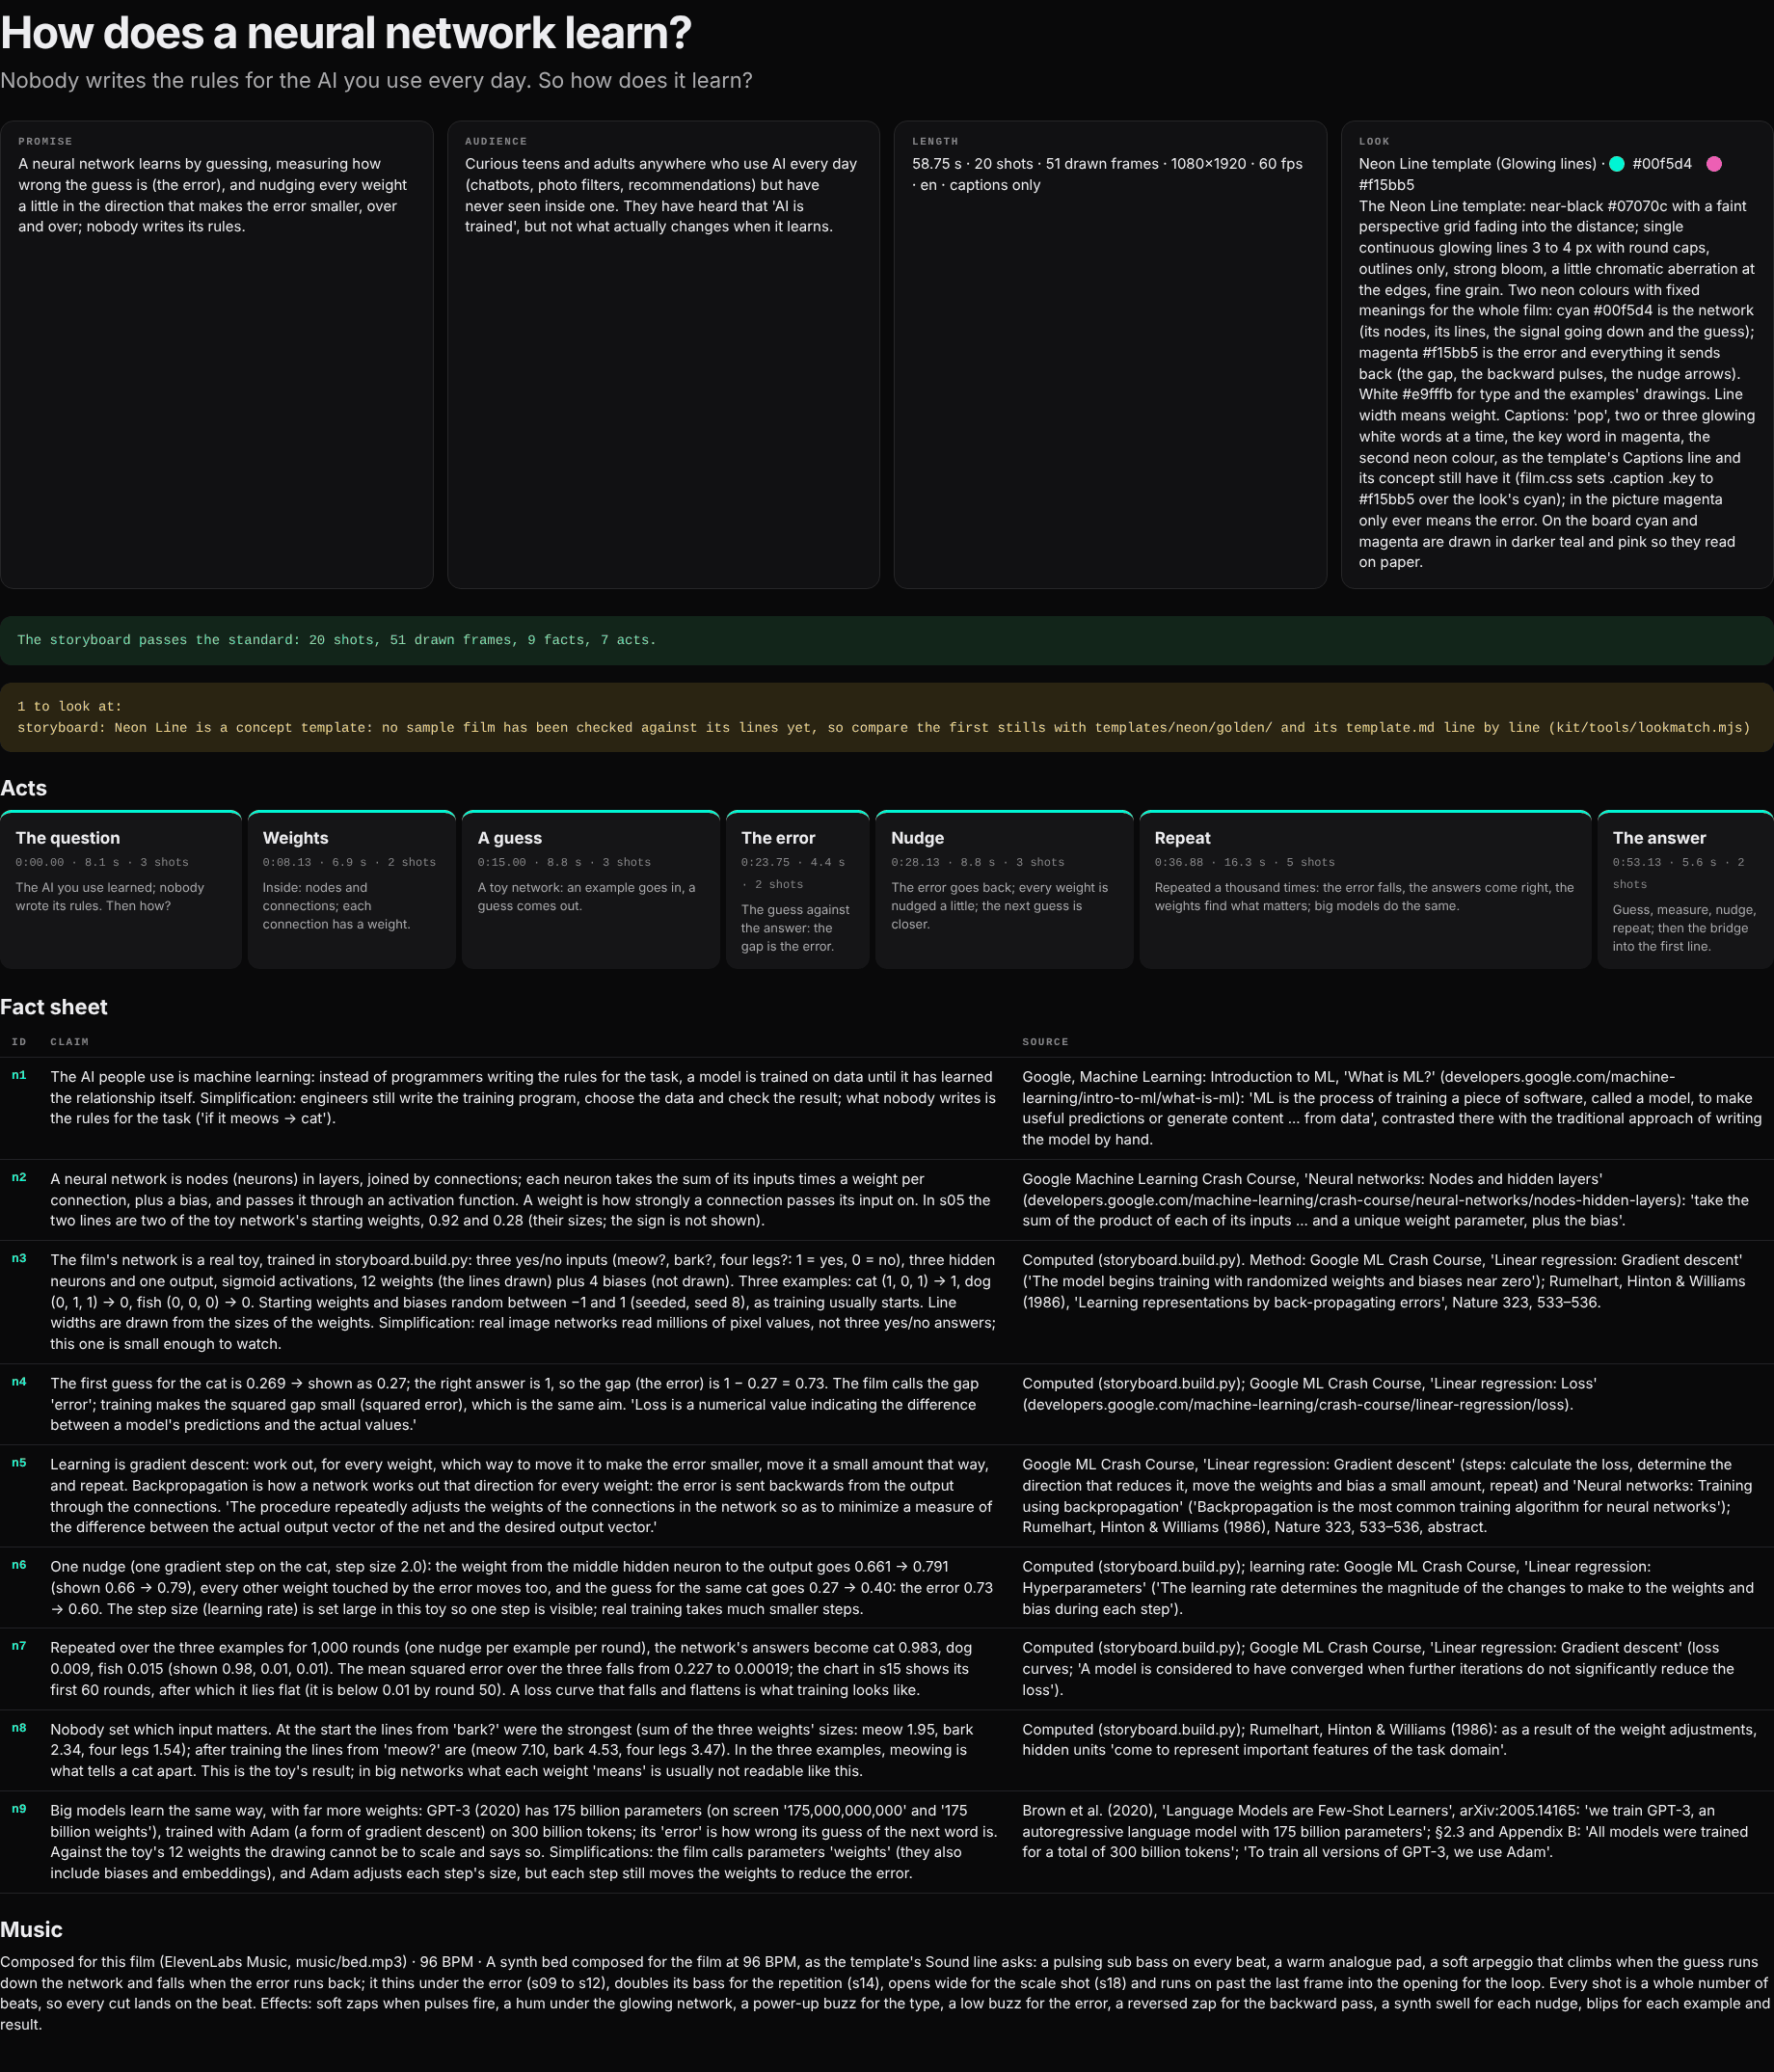 How does a neural network learn?
Nobody writes the rules for the AI you use every day. So how does it learn?
PROMISE
A neural network learns by guessing, measuring how
wrong the guess is (the error), and nudging every weight
a little in the direction that makes the error smaller, over
and over; nobody writes its rules.
AUDIENCE
Curious teens and adults anywhere who use AI every day
(chatbots, photo filters, recommendations) but have
never seen inside one. They have heard that 'AI is
trained', but not what actually changes when it learns.
LENGTH
58.75 s · 20 shots · 51 drawn frames · 1080×1920 · 60 fps
· en · captions only
LOOK
Neon Line template (Glowing lines) · #00f5d4
#f15bb5
The Neon Line template: near-black #07070c with a faint
perspective grid fading into the distance; single
continuous glowing lines 3 to 4 px with round caps,
outlines only, strong bloom, a little chromatic aberration at
the edges, fine grain. Two neon colours with fixed
meanings for the whole film: cyan #00f5d4 is the network
(its nodes, its lines, the signal going down and the guess);
magenta #f15bb5 is the error and everything it sends
back (the gap, the backward pulses, the nudge arrows).
White #e9fffb for type and the examples' drawings. Line
width means weight. Captions: 'pop', two or three glowing
white words at a time, the key word in magenta, the
second neon colour, as the template's Captions line and
its concept still have it (film.css sets .caption .key to
#f15bb5 over the look's cyan); in the picture magenta
only ever means the error. On the board cyan and
magenta are drawn in darker teal and pink so they read
on paper.
The storyboard passes the standard: 20 shots, 51 drawn frames, 9 facts, 7 acts.
1 to look at:
storyboard: Neon Line is a concept template: no sample film has been checked against its lines yet, so compare the first stills with templates/neon/golden/ and its template.md line by line (kit/tools/lookmatch.mjs)
Acts
The question
0:00.00 · 8.1 s · 3 shots
The AI you use learned; nobody
wrote its rules. Then how?
Weights
0:08.13 · 6.9 s · 2 shots
Inside: nodes and
connections; each
connection has a weight.
A guess
0:15.00 · 8.8 s · 3 shots
A toy network: an example goes in, a
guess comes out.
The error
0:23.75 · 4.4 s
· 2 shots
The guess against
the answer: the
gap is the error.
Nudge
0:28.13 · 8.8 s · 3 shots
The error goes back; every weight is
nudged a little; the next guess is
closer.
Repeat
0:36.88 · 16.3 s · 5 shots
Repeated a thousand times: the error falls, the answers come right, the
weights find what matters; big models do the same.
The answer
0:53.13 · 5.6 s · 2
shots
Guess, measure, nudge,
repeat; then the bridge
into the first line.
Fact sheet
ID CLAIM SOURCE
n1
The AI people use is machine learning: instead of programmers writing the rules for the task, a model is trained on data until it has learned
the relationship itself. Simplification: engineers still write the training program, choose the data and check the result; what nobody writes is
the rules for the task ('if it meows → cat').
Google, Machine Learning: Introduction to ML, 'What is ML?' (developers.google.com/machine-
learning/intro-to-ml/what-is-ml): 'ML is the process of training a piece of software, called a model, to make
useful predictions or generate content ... from data', contrasted there with the traditional approach of writing
the model by hand.
n2
A neural network is nodes (neurons) in layers, joined by connections; each neuron takes the sum of its inputs times a weight per
connection, plus a bias, and passes it through an activation function. A weight is how strongly a connection passes its input on. In s05 the
two lines are two of the toy network's starting weights, 0.92 and 0.28 (their sizes; the sign is not shown).
Google Machine Learning Crash Course, 'Neural networks: Nodes and hidden layers'
(developers.google.com/machine-learning/crash-course/neural-networks/nodes-hidden-layers): 'take the
sum of the product of each of its inputs ... and a unique weight parameter, plus the bias'.
n3
The film's network is a real toy, trained in storyboard.build.py: three yes/no inputs (meow?, bark?, four legs?: 1 = yes, 0 = no), three hidden
neurons and one output, sigmoid activations, 12 weights (the lines drawn) plus 4 biases (not drawn). Three examples: cat (1, 0, 1) → 1, dog
(0, 1, 1) → 0, fish (0, 0, 0) → 0. Starting weights and biases random between −1 and 1 (seeded, seed 8), as training usually starts. Line
widths are drawn from the sizes of the weights. Simplification: real image networks read millions of pixel values, not three yes/no answers;
this one is small enough to watch.
Computed (storyboard.build.py). Method: Google ML Crash Course, 'Linear regression: Gradient descent'
('The model begins training with randomized weights and biases near zero'); Rumelhart, Hinton & Williams
(1986), 'Learning representations by back-propagating errors', Nature 323, 533–536.
n4
The first guess for the cat is 0.269 → shown as 0.27; the right answer is 1, so the gap (the error) is 1 − 0.27 = 0.73. The film calls the gap
'error'; training makes the squared gap small (squared error), which is the same aim. 'Loss is a numerical value indicating the difference
between a model's predictions and the actual values.'
Computed (storyboard.build.py); Google ML Crash Course, 'Linear regression: Loss'
(developers.google.com/machine-learning/crash-course/linear-regression/loss).
n5
Learning is gradient descent: work out, for every weight, which way to move it to make the error smaller, move it a small amount that way,
and repeat. Backpropagation is how a network works out that direction for every weight: the error is sent backwards from the output
through the connections. 'The procedure repeatedly adjusts the weights of the connections in the network so as to minimize a measure of
the difference between the actual output vector of the net and the desired output vector.'
Google ML Crash Course, 'Linear regression: Gradient descent' (steps: calculate the loss, determine the
direction that reduces it, move the weights and bias a small amount, repeat) and 'Neural networks: Training
using backpropagation' ('Backpropagation is the most common training algorithm for neural networks');
Rumelhart, Hinton & Williams (1986), Nature 323, 533–536, abstract.
n6
One nudge (one gradient step on the cat, step size 2.0): the weight from the middle hidden neuron to the output goes 0.661 → 0.791
(shown 0.66 → 0.79), every other weight touched by the error moves too, and the guess for the same cat goes 0.27 → 0.40: the error 0.73
→ 0.60. The step size (learning rate) is set large in this toy so one step is visible; real training takes much smaller steps.
Computed (storyboard.build.py); learning rate: Google ML Crash Course, 'Linear regression:
Hyperparameters' ('The learning rate determines the magnitude of the changes to make to the weights and
bias during each step').
n7
Repeated over the three examples for 1,000 rounds (one nudge per example per round), the network's answers become cat 0.983, dog
0.009, fish 0.015 (shown 0.98, 0.01, 0.01). The mean squared error over the three falls from 0.227 to 0.00019; the chart in s15 shows its
first 60 rounds, after which it lies flat (it is below 0.01 by round 50). A loss curve that falls and flattens is what training looks like.
Computed (storyboard.build.py); Google ML Crash Course, 'Linear regression: Gradient descent' (loss
curves; 'A model is considered to have converged when further iterations do not significantly reduce the
loss').
n8
Nobody set which input matters. At the start the lines from 'bark?' were the strongest (sum of the three weights' sizes: meow 1.95, bark
2.34, four legs 1.54); after training the lines from 'meow?' are (meow 7.10, bark 4.53, four legs 3.47). In the three examples, meowing is
what tells a cat apart. This is the toy's result; in big networks what each weight 'means' is usually not readable like this.
Computed (storyboard.build.py); Rumelhart, Hinton & Williams (1986): as a result of the weight adjustments,
hidden units 'come to represent important features of the task domain'.
n9
Big models learn the same way, with far more weights: GPT-3 (2020) has 175 billion parameters (on screen '175,000,000,000' and '175
billion weights'), trained with Adam (a form of gradient descent) on 300 billion tokens; its 'error' is how wrong its guess of the next word is.
Against the toy's 12 weights the drawing cannot be to scale and says so. Simplifications: the film calls parameters 'weights' (they also
include biases and embeddings), and Adam adjusts each step's size, but each step still moves the weights to reduce the error.
Brown et al. (2020), 'Language Models are Few-Shot Learners', arXiv:2005.14165: 'we train GPT-3, an
autoregressive language model with 175 billion parameters'; §2.3 and Appendix B: 'All models were trained
for a total of 300 billion tokens'; 'To train all versions of GPT-3, we use Adam'.
Music
Composed for this film (ElevenLabs Music, music/bed.mp3) · 96 BPM · A synth bed composed for the film at 96 BPM, as the template's Sound line asks: a pulsing sub bass on every beat, a warm analogue pad, a soft arpeggio that climbs when the guess runs
down the network and falls when the error runs back; it thins under the error (s09 to s12), doubles its bass for the repetition (s14), opens wide for the scale shot (s18) and runs on past the last frame into the opening for the loop. Every shot is a whole number of
beats, so every cut lands on the beat. Effects: soft zaps when pulses fire, a hum under the glowing network, a power-up buzz for the type, a low buzz for the error, a reversed zap for the backward pass, a synth swell for each nudge, blips for each example and
result.